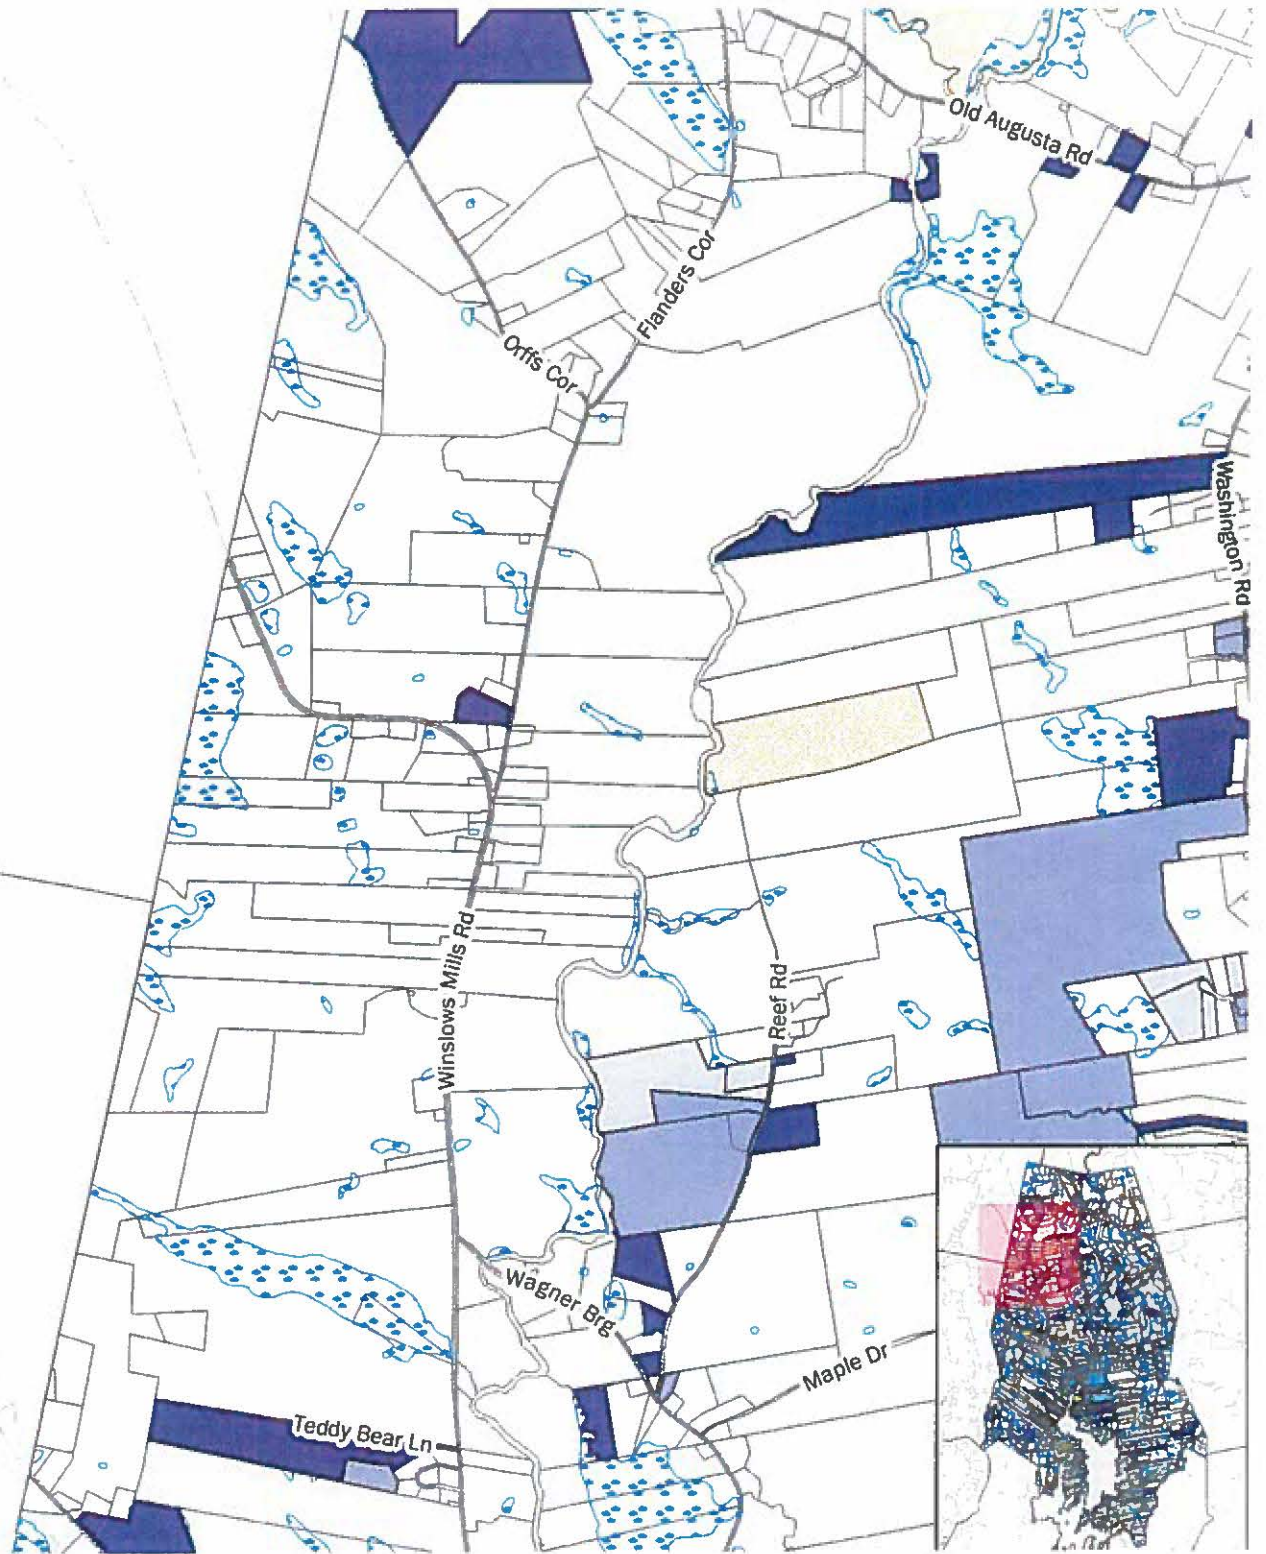 Old Augusta Rd
Flanders Cor
Orffs Cor
Washington Rd
Winslows Mills Rd
Reef Rd
Wagner Brg
Maple Dr
Teddy Bear Ln